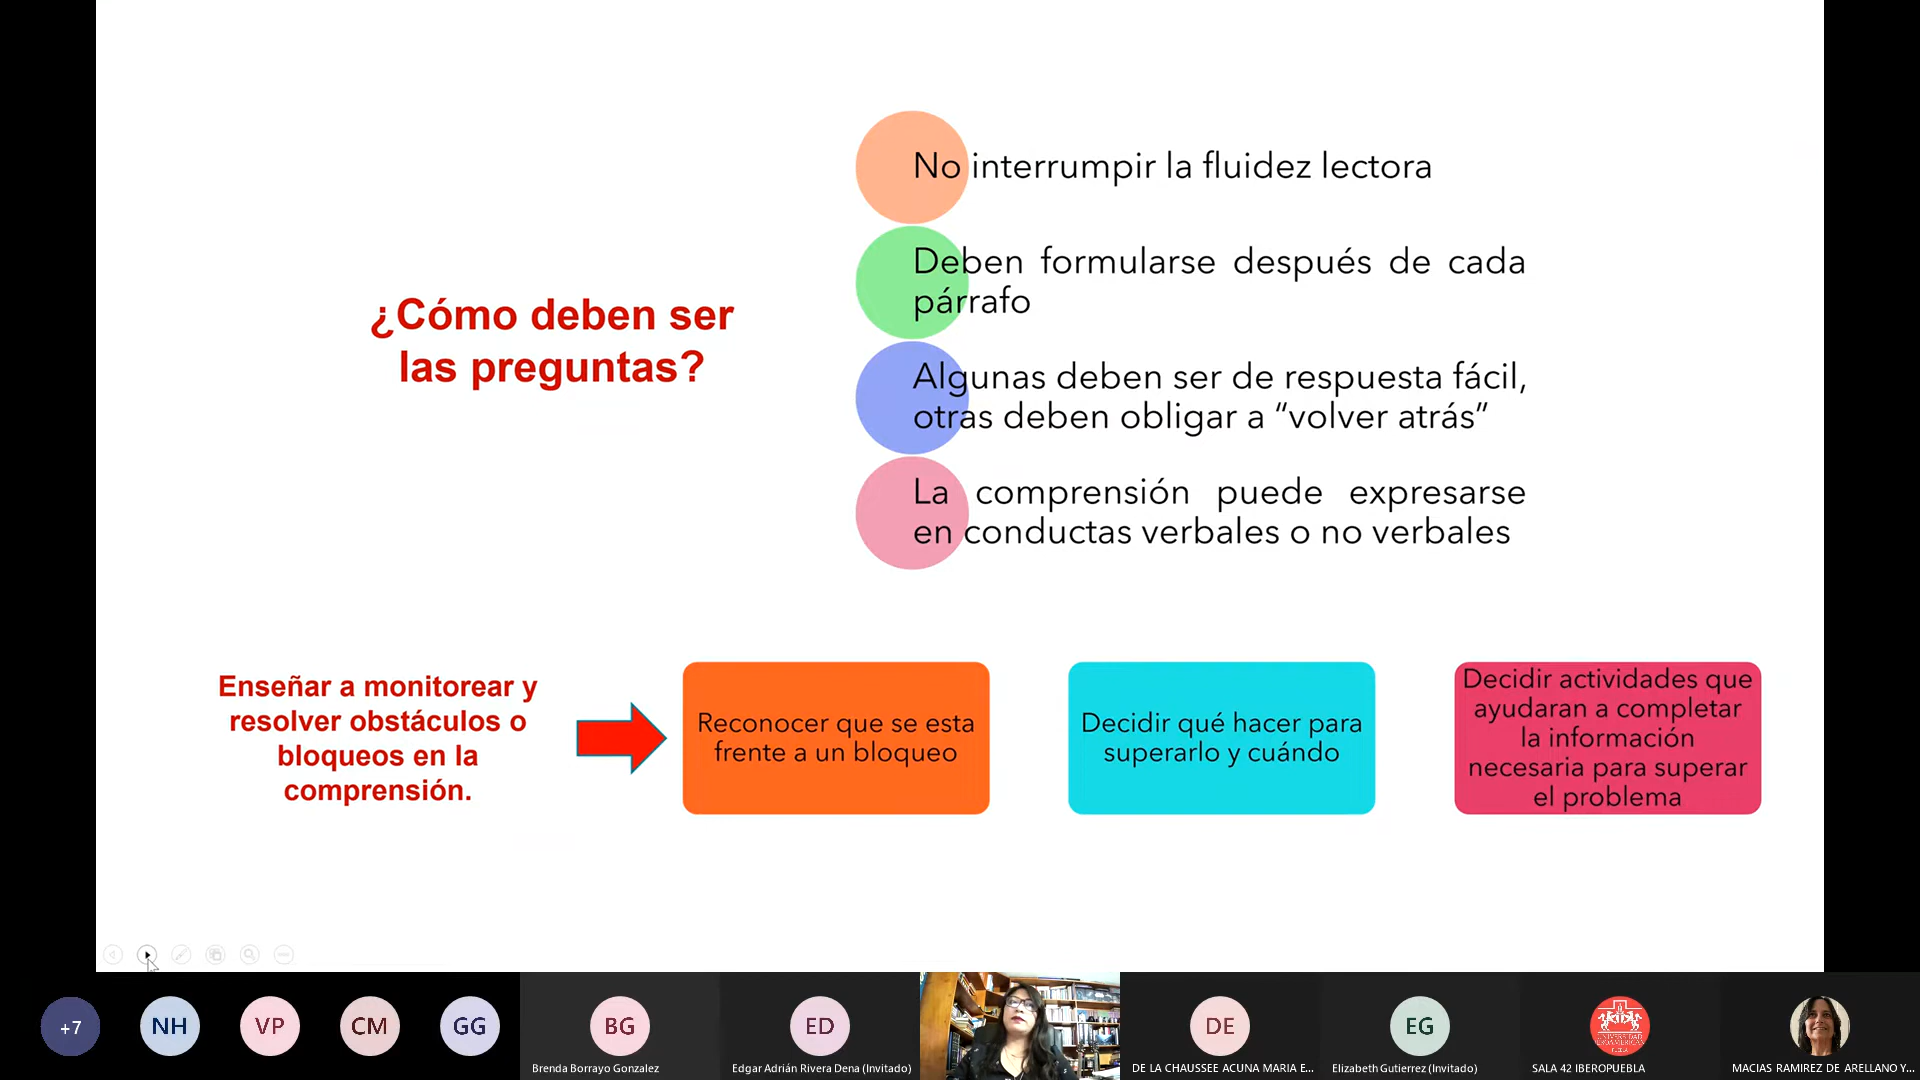 No interrumpir la fluidez lectora
Deben formularse después de cada
párrafo
¿Cómo deben ser
las preguntas?
Algunas deben ser de respuesta fácil,
otras deben obligar a “volver atrás”
La comprensión puede expresarse
en conductas verbales o no verbales
Enseñar a monitorear y
resolver obstáculos o
bloqueos en la
comprensión.
Reconocer que se esta
frente a un bloqueo
Decidir qué hacer para
superarlo y cuándo
Decidir actividades que
ayudaran a completar
la información
necesaria para superar
el problema
+7
NH
VP
CM
GG
BG
Brenda Borrayo Gonzalez
ED
Edgar Adrián Rivera Dena (Invitado)
DE
DE LA CHAUSSEE ACUNA MARIA E...
EG
Elizabeth Gutierrez (Invitado)
SALA 42 IBEROPUEBLA
MACIAS RAMIREZ DE ARELLANO Y...